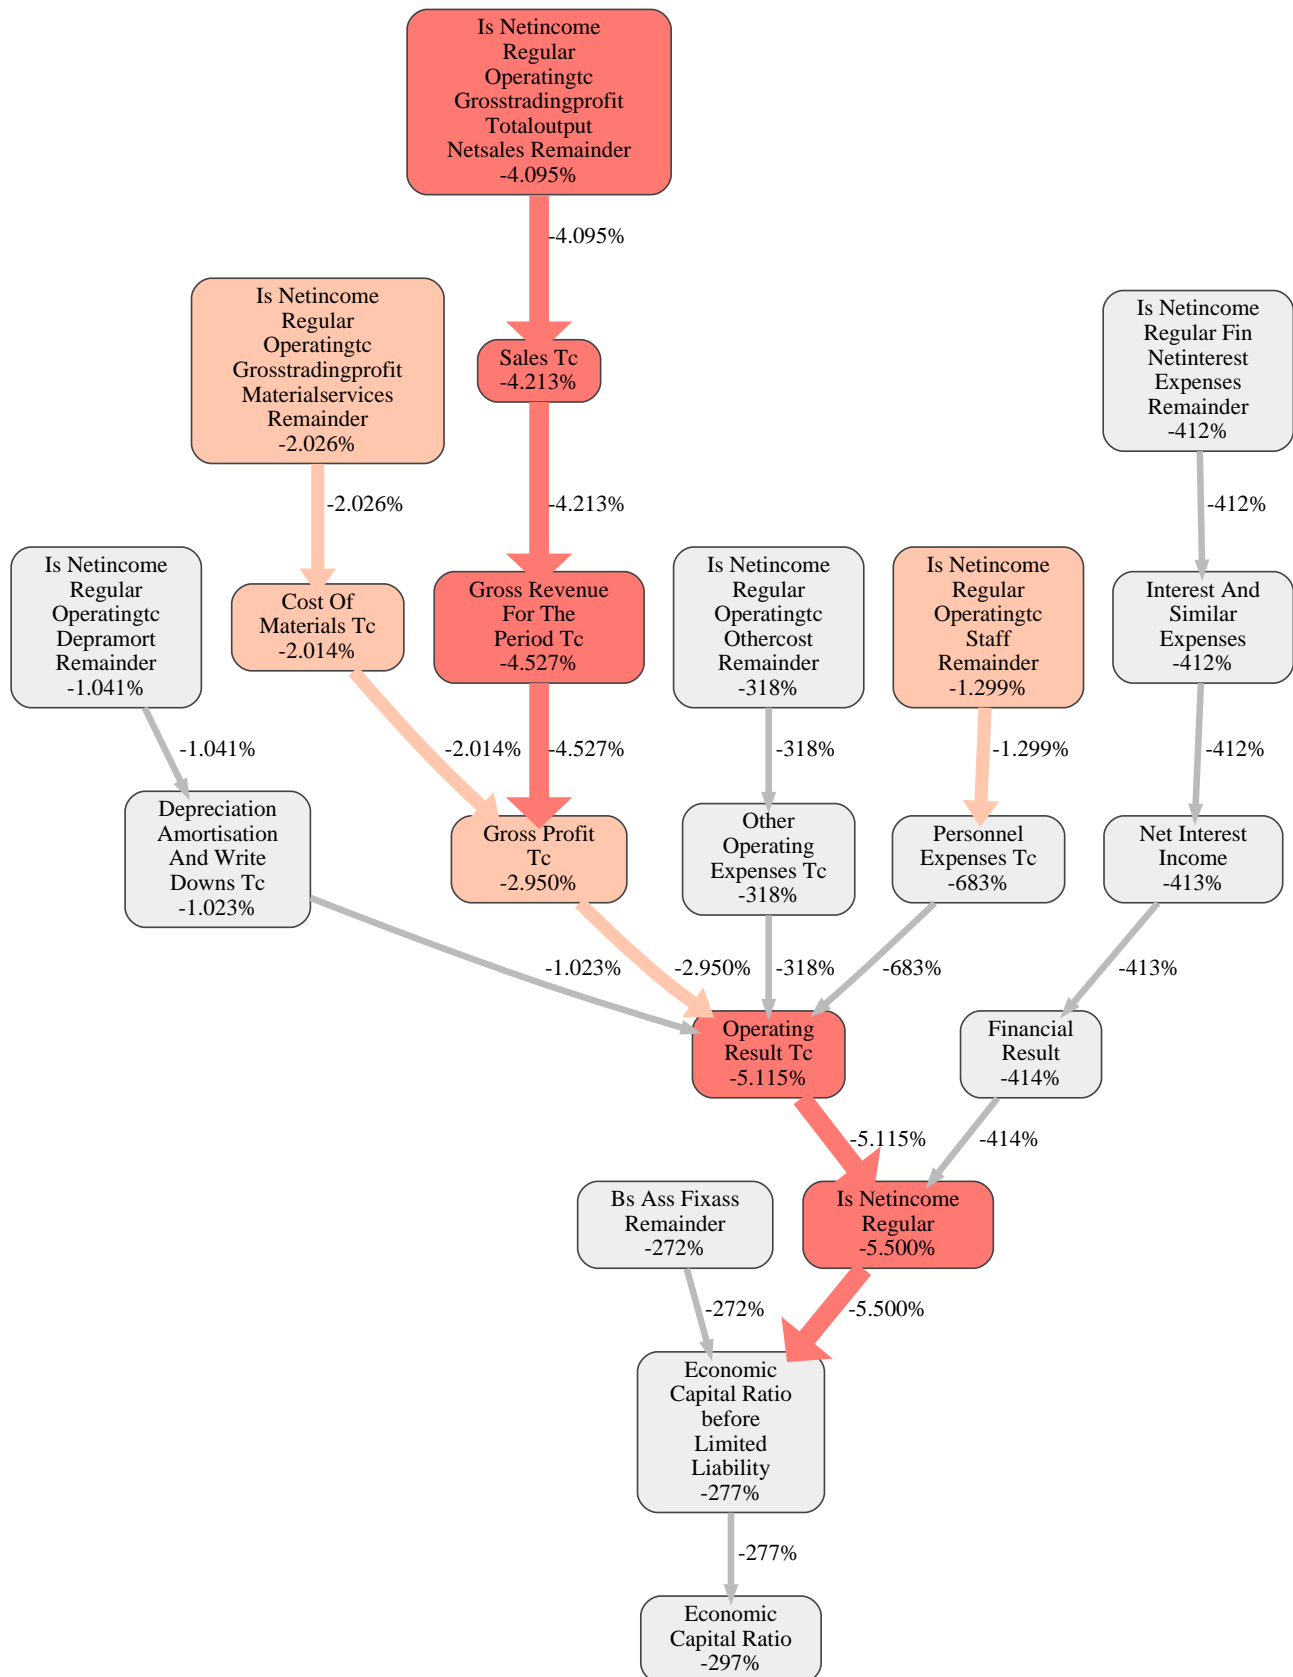 Is Netincome
Regular
Operatingtc
Grosstradingprofit
Totaloutput
Netsales Remainder
-4.095%
-4.095%
Is Netincome
Regular
Operatingtc
Grosstradingprofit
Materialservices
Remainder
-2.026%
Is Netincome
Regular Fin
Netinterest
Expenses
Remainder
-412%
Sales Tc
-4.213%
-2.026%
-4.213%
-412%
Is Netincome
Regular
Operatingtc
Depramort
Remainder
-1.041%
Cost Of
Materials Tc
-2.014%
Gross Revenue
For The
Period Tc
-4.527%
Is Netincome
Regular
Operatingtc
Othercost
Remainder
-318%
Is Netincome
Regular
Operatingtc
Staff
Remainder
-1.299%
Interest And
Similar
Expenses
-412%
-1.041%
-2.014%
-4.527%
-318%
-1.299%
-412%
Depreciation
Amortisation
And Write
Downs Tc
-1.023%
Gross Profit
Tc
-2.950%
Other
Operating
Expenses Tc
-318%
Personnel
Expenses Tc
-683%
Net Interest
Income
-413%
-1.023%
-2.950%
-318%
-683%
-413%
Operating
Result Tc
-5.115%
Financial
Result
-414%
-5.115%
-414%
Bs Ass Fixass
Remainder
-272%
Is Netincome
Regular
-5.500%
-272%
-5.500%
Economic
Capital Ratio
before
Limited
Liability
-277%
-277%
Economic
Capital Ratio
-297%